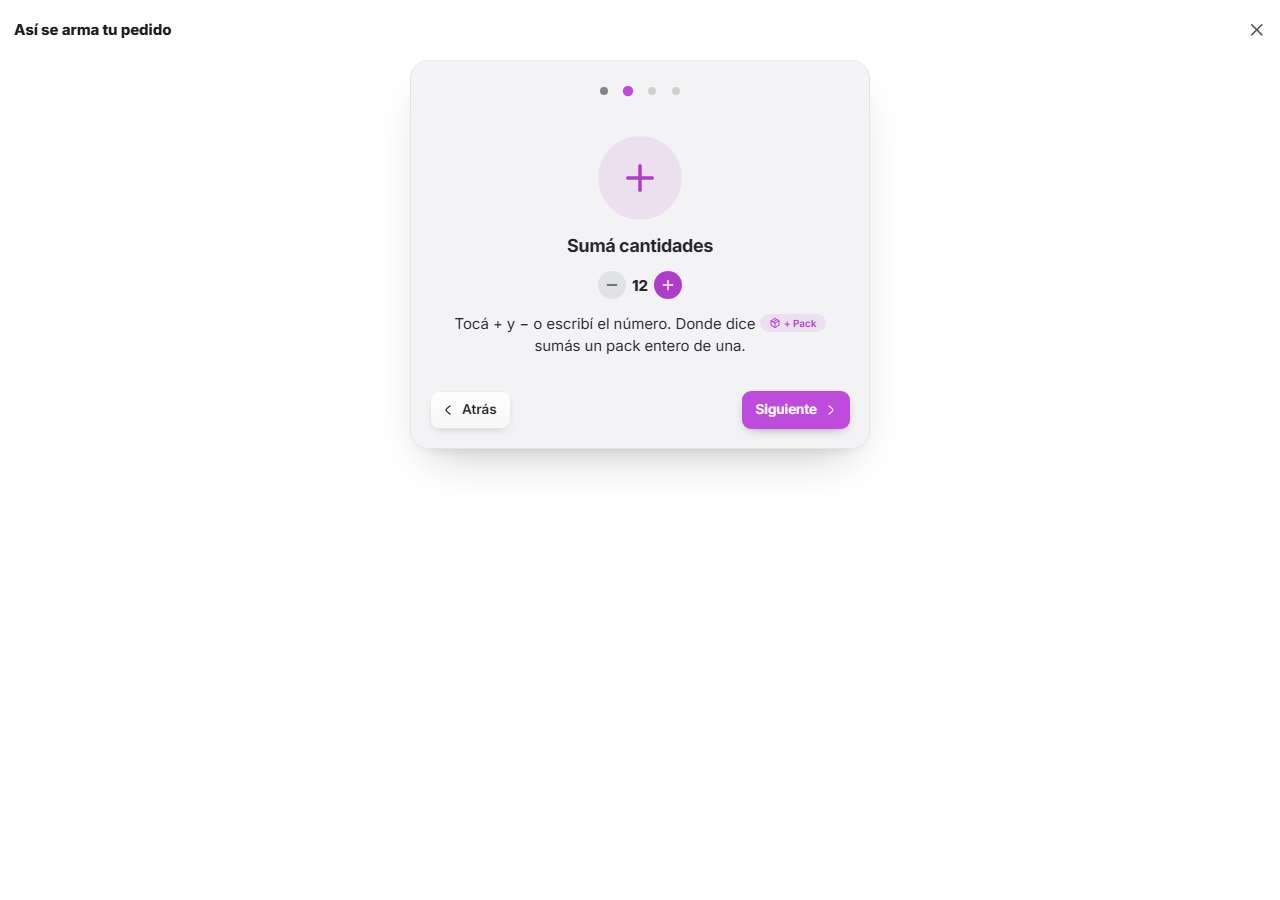 Así se arma tu pedido
Sumá cantidades
12
Tocá + y − o escribí el número. Donde dice + Pack
sumás un pack entero de una.
Atrás
Siguiente